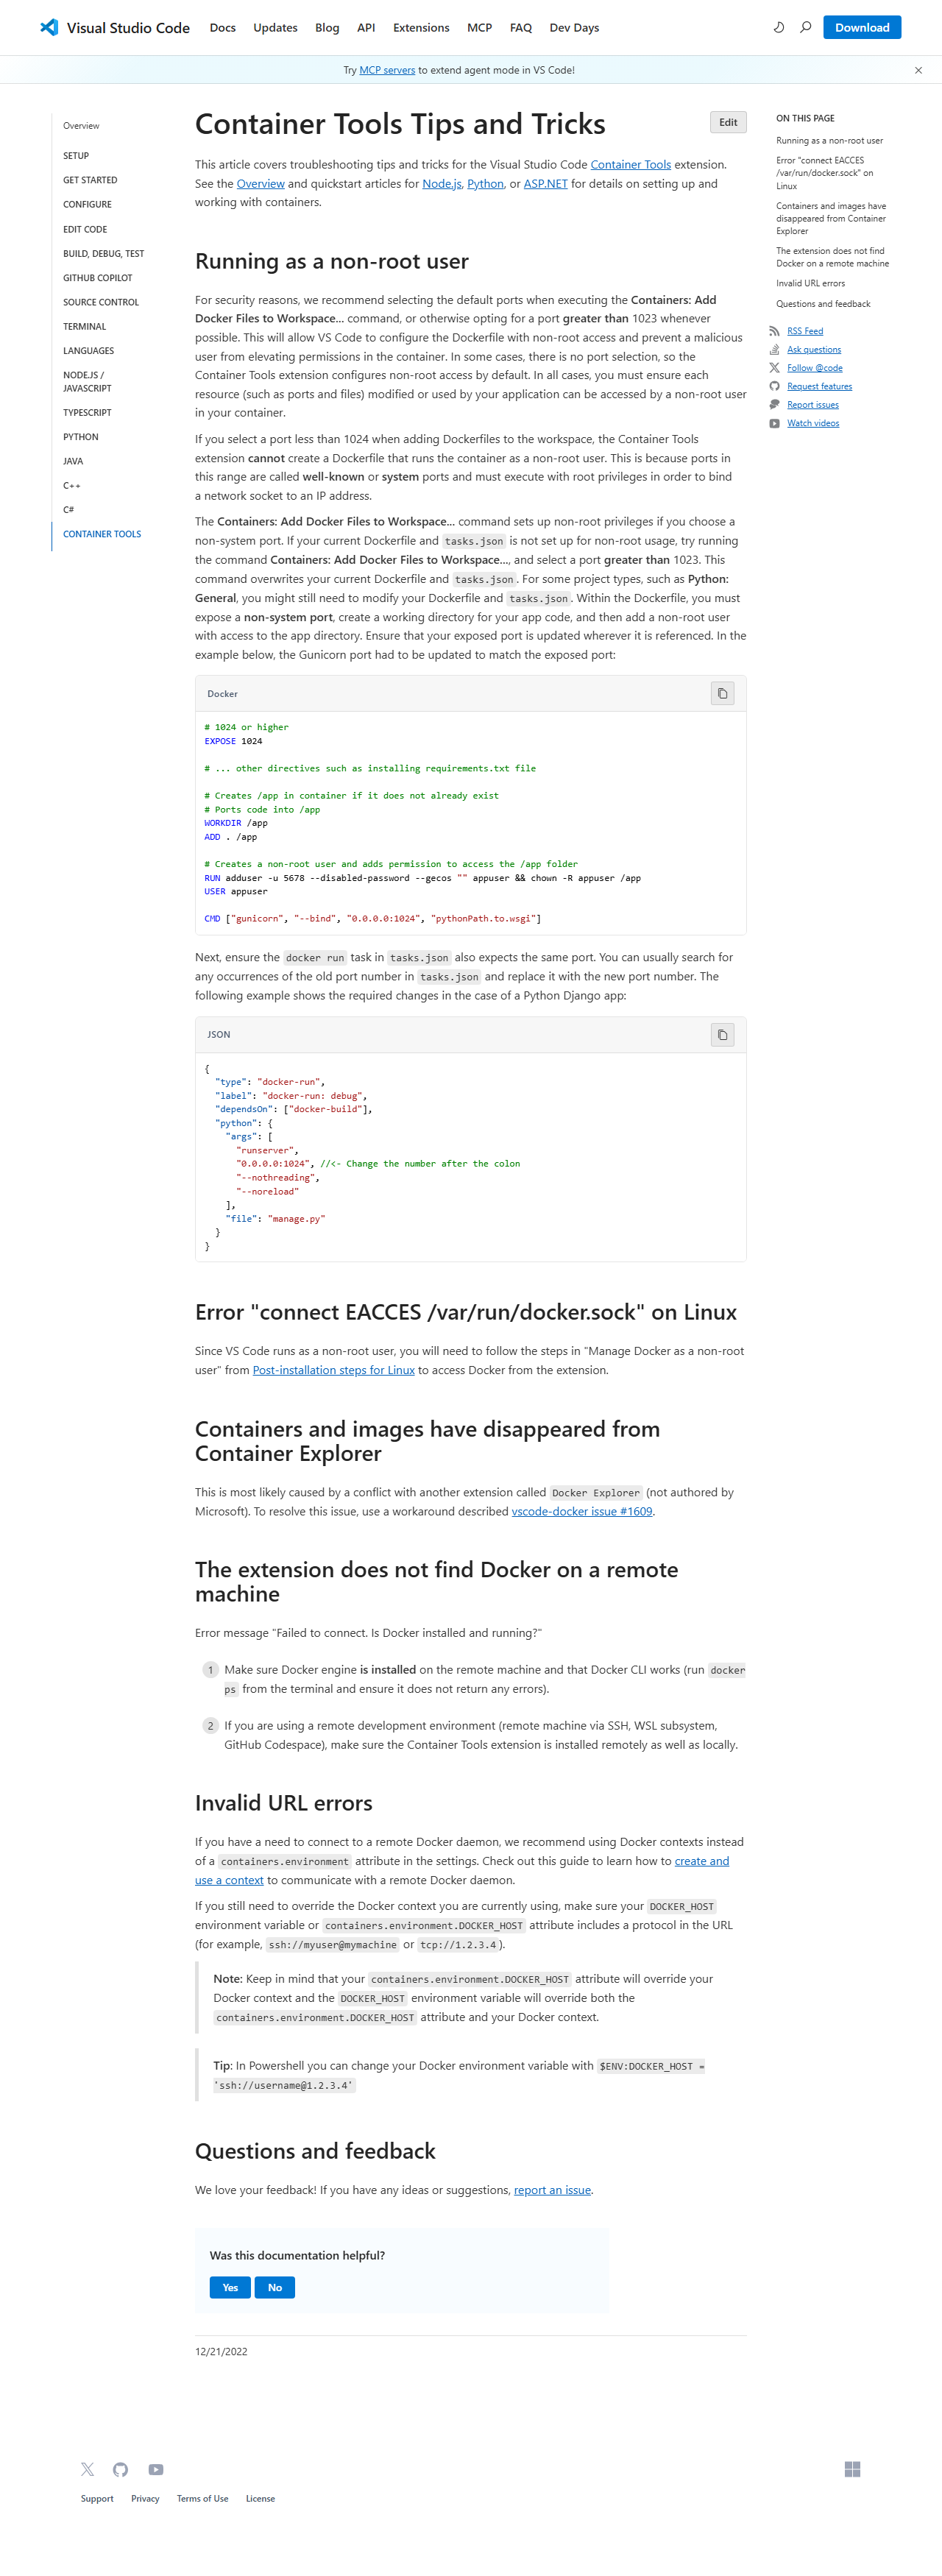 Visual Studio Code
Docs
Updates
Blog
API
Extensions
MCP
FAQ
Dev Days
Download
Try MCP servers to extend agent mode in VS Code!
Overview
SETUP
GET STARTED
CONFIGURE
EDIT CODE
BUILD, DEBUG, TEST
GITHUB COPILOT
SOURCE CONTROL
TERMINAL
LANGUAGES
NODE.JS /
JAVASCRIPT
TYPESCRIPT
PYTHON
JAVA
C++
C#
CONTAINER TOOLS
Container Tools Tips and Tricks
Edit
This article covers troubleshooting tips and tricks for the Visual Studio Code Container Tools extension.
See the Overview and quickstart articles for Node.js, Python, or ASP.NET for details on setting up and
working with containers.
Running as a non-root user
For security reasons, we recommend selecting the default ports when executing the Containers: Add
Docker Files to Workspace... command, or otherwise opting for a port greater than 1023 whenever
possible. This will allow VS Code to configure the Dockerfile with non-root access and prevent a malicious
user from elevating permissions in the container. In some cases, there is no port selection, so the
Container Tools extension configures non-root access by default. In all cases, you must ensure each
resource (such as ports and files) modified or used by your application can be accessed by a non-root user
in your container.
If you select a port less than 1024 when adding Dockerfiles to the workspace, the Container Tools
extension cannot create a Dockerfile that runs the container as a non-root user. This is because ports in
this range are called well-known or system ports and must execute with root privileges in order to bind
a network socket to an IP address.
The Containers: Add Docker Files to Workspace... command sets up non-root privileges if you choose a
non-system port. If your current Dockerfile and tasks.json is not set up for non-root usage, try running
the command Containers: Add Docker Files to Workspace..., and select a port greater than 1023. This
command overwrites your current Dockerfile and tasks.json. For some project types, such as Python:
General, you might still need to modify your Dockerfile and tasks.json. Within the Dockerfile, you must
expose a non-system port, create a working directory for your app code, and then add a non-root user
with access to the app directory. Ensure that your exposed port is updated wherever it is referenced. In the
example below, the Gunicorn port had to be updated to match the exposed port:
Docker
# 1024 or higher
EXPOSE 1024
# ... other directives such as installing requirements.txt file
# Creates /app in container if it does not already exist
# Ports code into /app
WORKDIR /app
ADD . /app
# Creates a non-root user and adds permission to access the /app folder
RUN adduser -u 5678 --disabled-password --gecos "" appuser && chown -R appuser /app
USER appuser
CMD ["gunicorn", "--bind", "0.0.0.0:1024", "pythonPath.to.wsgi"]
Next, ensure the docker run task in tasks.json also expects the same port. You can usually search for
any occurrences of the old port number in tasks.json and replace it with the new port number. The
following example shows the required changes in the case of a Python Django app:
JSON
{
"type": "docker-run",
"label": "docker-run: debug",
"dependsOn": ["docker-build"],
"python": {
"args": [
"runserver",
"0.0.0.0:1024", //<- Change the number after the colon
"--nothreading",
"--noreload"
],
"file": "manage.py"
}
}
Error "connect EACCES /var/run/docker.sock" on Linux
Since VS Code runs as a non-root user, you will need to follow the steps in "Manage Docker as a non-root
user" from Post-installation steps for Linux to access Docker from the extension.
Containers and images have disappeared from
Container Explorer
This is most likely caused by a conflict with another extension called Docker Explorer (not authored by
Microsoft). To resolve this issue, use a workaround described vscode-docker issue #1609.
The extension does not find Docker on a remote
machine
Error message "Failed to connect. Is Docker installed and running?"
1 Make sure Docker engine is installed on the remote machine and that Docker CLI works (run docker
ps from the terminal and ensure it does not return any errors).
2 If you are using a remote development environment (remote machine via SSH, WSL subsystem,
GitHub Codespace), make sure the Container Tools extension is installed remotely as well as locally.
Invalid URL errors
If you have a need to connect to a remote Docker daemon, we recommend using Docker contexts instead
of a containers.environment attribute in the settings. Check out this guide to learn how to create and
use a context to communicate with a remote Docker daemon.
If you still need to override the Docker context you are currently using, make sure your DOCKER_HOST
environment variable or containers.environment.DOCKER_HOST attribute includes a protocol in the URL
(for example, ssh://myuser@mymachine or tcp://1.2.3.4).
Note: Keep in mind that your containers.environment.DOCKER_HOST attribute will override your
Docker context and the DOCKER_HOST environment variable will override both the
containers.environment.DOCKER_HOST attribute and your Docker context.
Tip: In Powershell you can change your Docker environment variable with $ENV:DOCKER_HOST =
'ssh://username@1.2.3.4'
Questions and feedback
We love your feedback! If you have any ideas or suggestions, report an issue.
Was this documentation helpful?
Yes
No
12/21/2022
ON THIS PAGE
Running as a non-root user
Error "connect EACCES
/var/run/docker.sock" on
Linux
Containers and images have
disappeared from Container
Explorer
The extension does not find
Docker on a remote machine
Invalid URL errors
Questions and feedback
RSS Feed
Ask questions
Follow @code
Request features
Report issues
Watch videos
Support
Privacy
Terms of Use
License